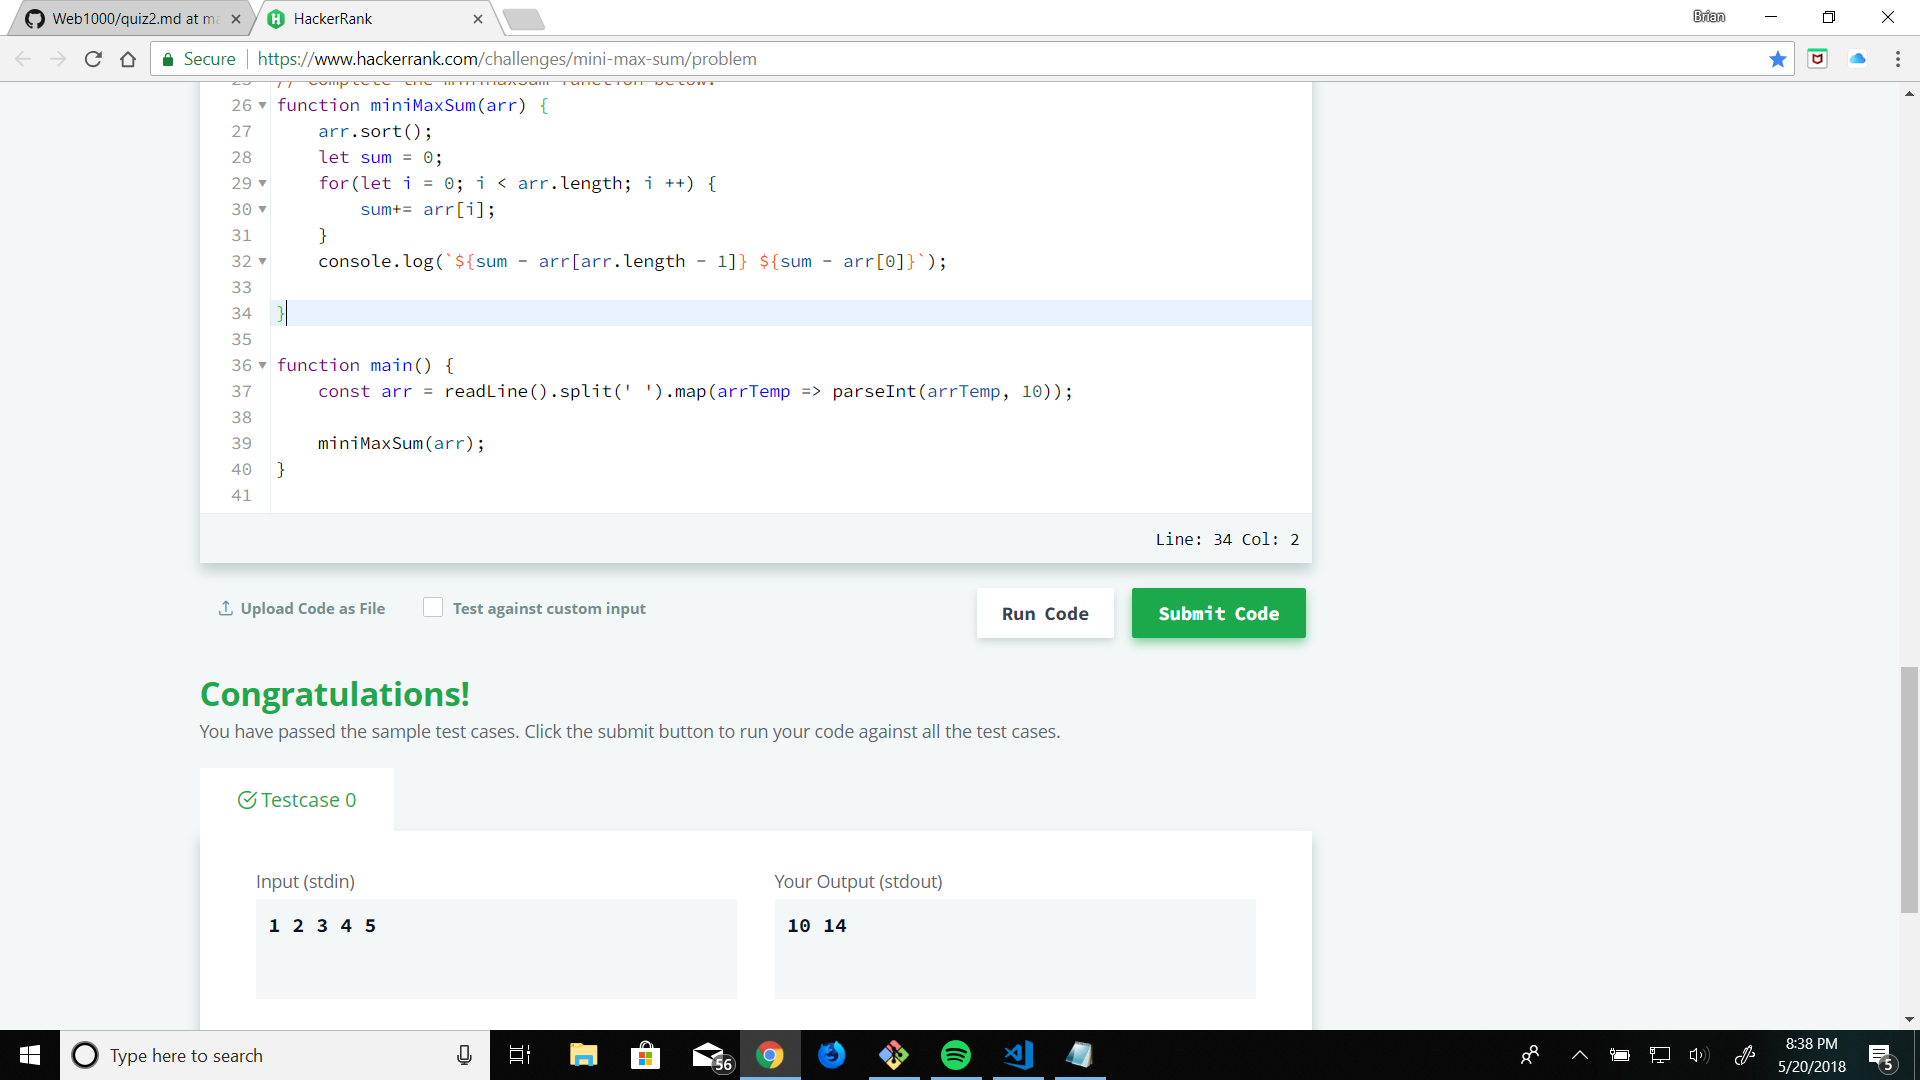 Web1000/quiz2.md at ma
HackerRank
Brian
Secure
https://www.hackerrank.com/challenges/mini-max-sum/problem
26 function miniMaxSum(arr) {
27 arr.sort();
28 let sum = 0;
29 for(let i = 0; i < arr.length; i ++) {
30 sum+= arr[i];
31 }
32 console.log(`${sum - arr[arr.length - 1]} ${sum - arr[0]}`);
33
34 }
35
36 function main() {
37 const arr = readLine().split(' ').map(arrTemp => parseInt(arrTemp, 10));
38
39 miniMaxSum(arr);
40 }
41
Line: 34 Col: 2
Upload Code as File
Test against custom input
Run Code
Submit Code
Congratulations!
You have passed the sample test cases. Click the submit button to run your code against all the test cases.
Testcase 0
Input (stdin)
Your Output (stdout)
1 2 3 4 5
10 14
Type here to search
56
8:38 PM
5/20/2018
5